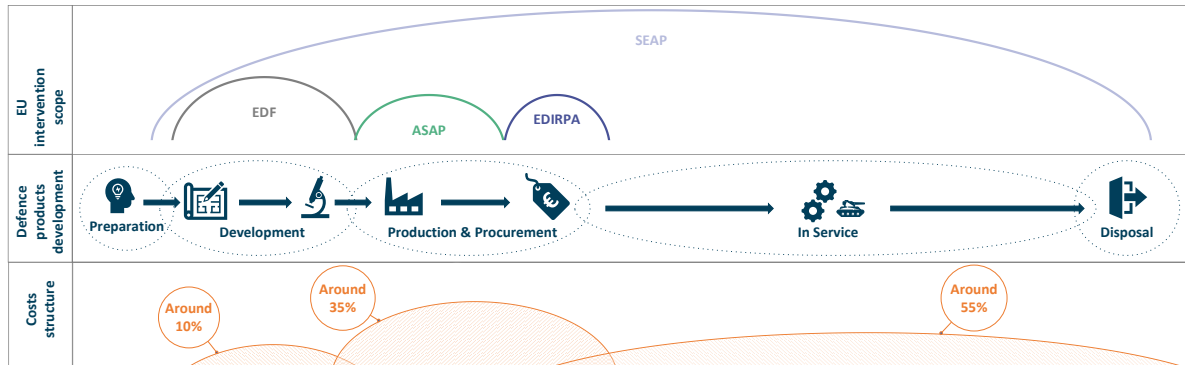 EU
intervention
scope
SEAP
EDF
ASAP
EDIRPA
Defence
products
development
Preparation
Development
Production & Procurement
In Service
Disposal
Costs
structure
Around
10%
Around
35%
Around
55%